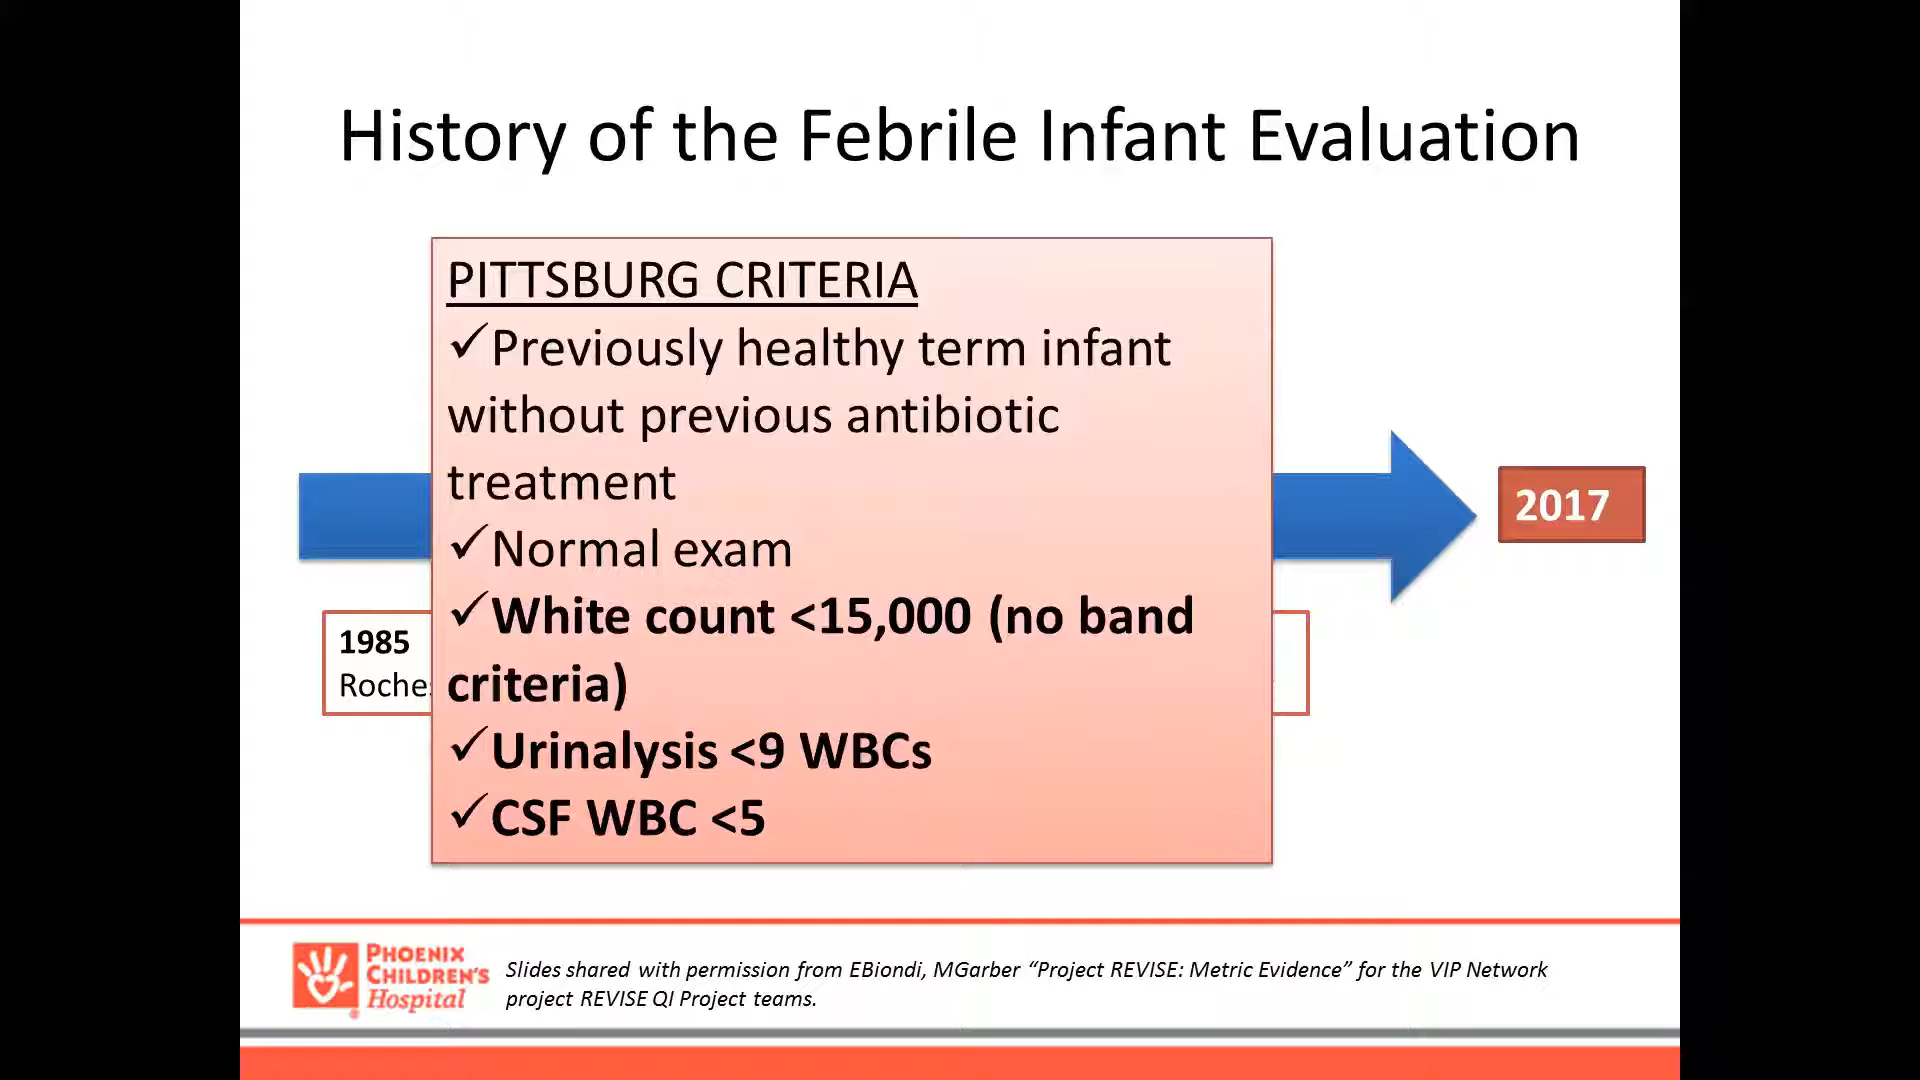 History of the Febrile Infant Evaluation
PITTSBURG CRITERIA
✓Previously healthy term infant
without previous antibiotic
treatment
✓Normal exam
✓White count <15,000 (no band
criteria)
✓Urinalysis <9 WBCs
✓CSF WBC <5
2017
1985
PHOENIX
CHILDREN'S
Hospital
Slides shared with permission from EBiondi, MGarber “Project REVISE: Metric Evidence” for the VIP Network
project REVISE QI Project teams.